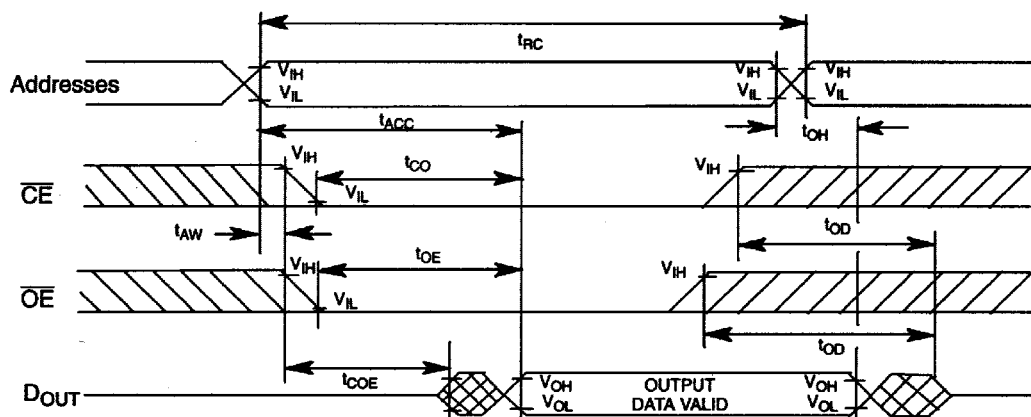 tRC
Addresses VIH VIH VIH
VIL VIL VIL
tACC tOH
VIH tCO VIH
CE VIL
tAW tOD
VIH tOE VIH
OE VIL
tOD
tCOE
DOUT VOH OUTPUT VOH
VOL DATA VALID VOL